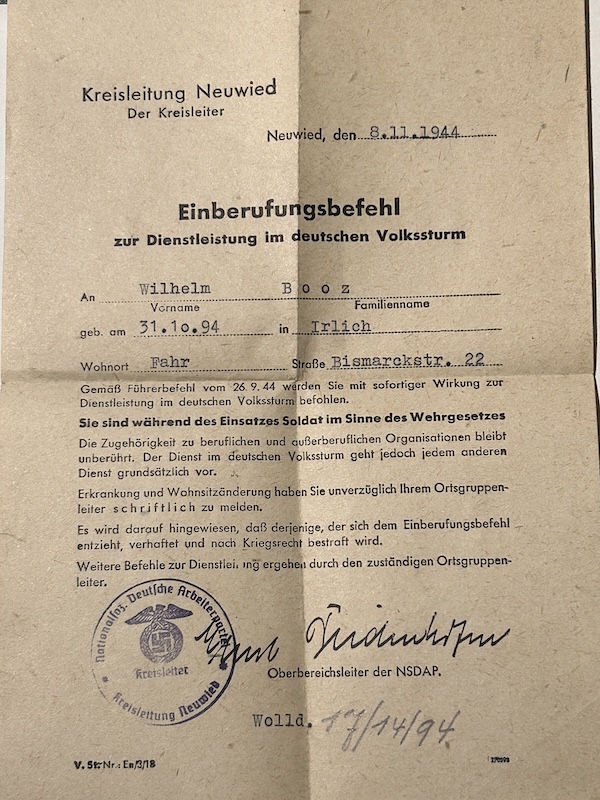 Kreisleitung Neuwied
Der Kreisleiter
Neuwied, den 8.11.1944
Einberufungsbefehl
zur Dienstleistung im deutschen Volkssturm
An Wilhelm B o o z
Vorname Familienname
geb. am 31.10.94 in Irlich
Wohnort Fahr Straße Bismarckstr. 22
Gemäß Führerbefehl vom 26.9.44 werden Sie mit sofortiger Wirkung zur
Dienstleistung im deutschen Volkssturm befohlen.
Sie sind während des Einsatzes Soldat im Sinne des Wehrgesetzes
Die Zugehörigkeit zu beruflichen und außerberuflichen Organisationen bleibt
unberührt. Der Dienst im deutschen Volkssturm geht jedoch jedem anderen
Dienst grundsätzlich vor.
Erkrankung und Wohnsitzänderung haben Sie unverzüglich Ihrem Ortsgruppen-
leiter schriftlich zu melden.
Es wird darauf hingewiesen, daß derjenige, der sich dem Einberufungsbefehl
entzieht, verhaftet und nach Kriegsrecht bestraft wird.
Weitere Befehle zur Dienstleistung ergehen durch den zuständigen Ortsgruppen-
leiter.
Nationalsoz. Deutsche Arbeiterpartei
Kreisleiter
Kreisleitung Neuwied
Oberbereichsleiter der NSDAP.
Wolld. 17/14/94
V. St. Nr.: En/3/18